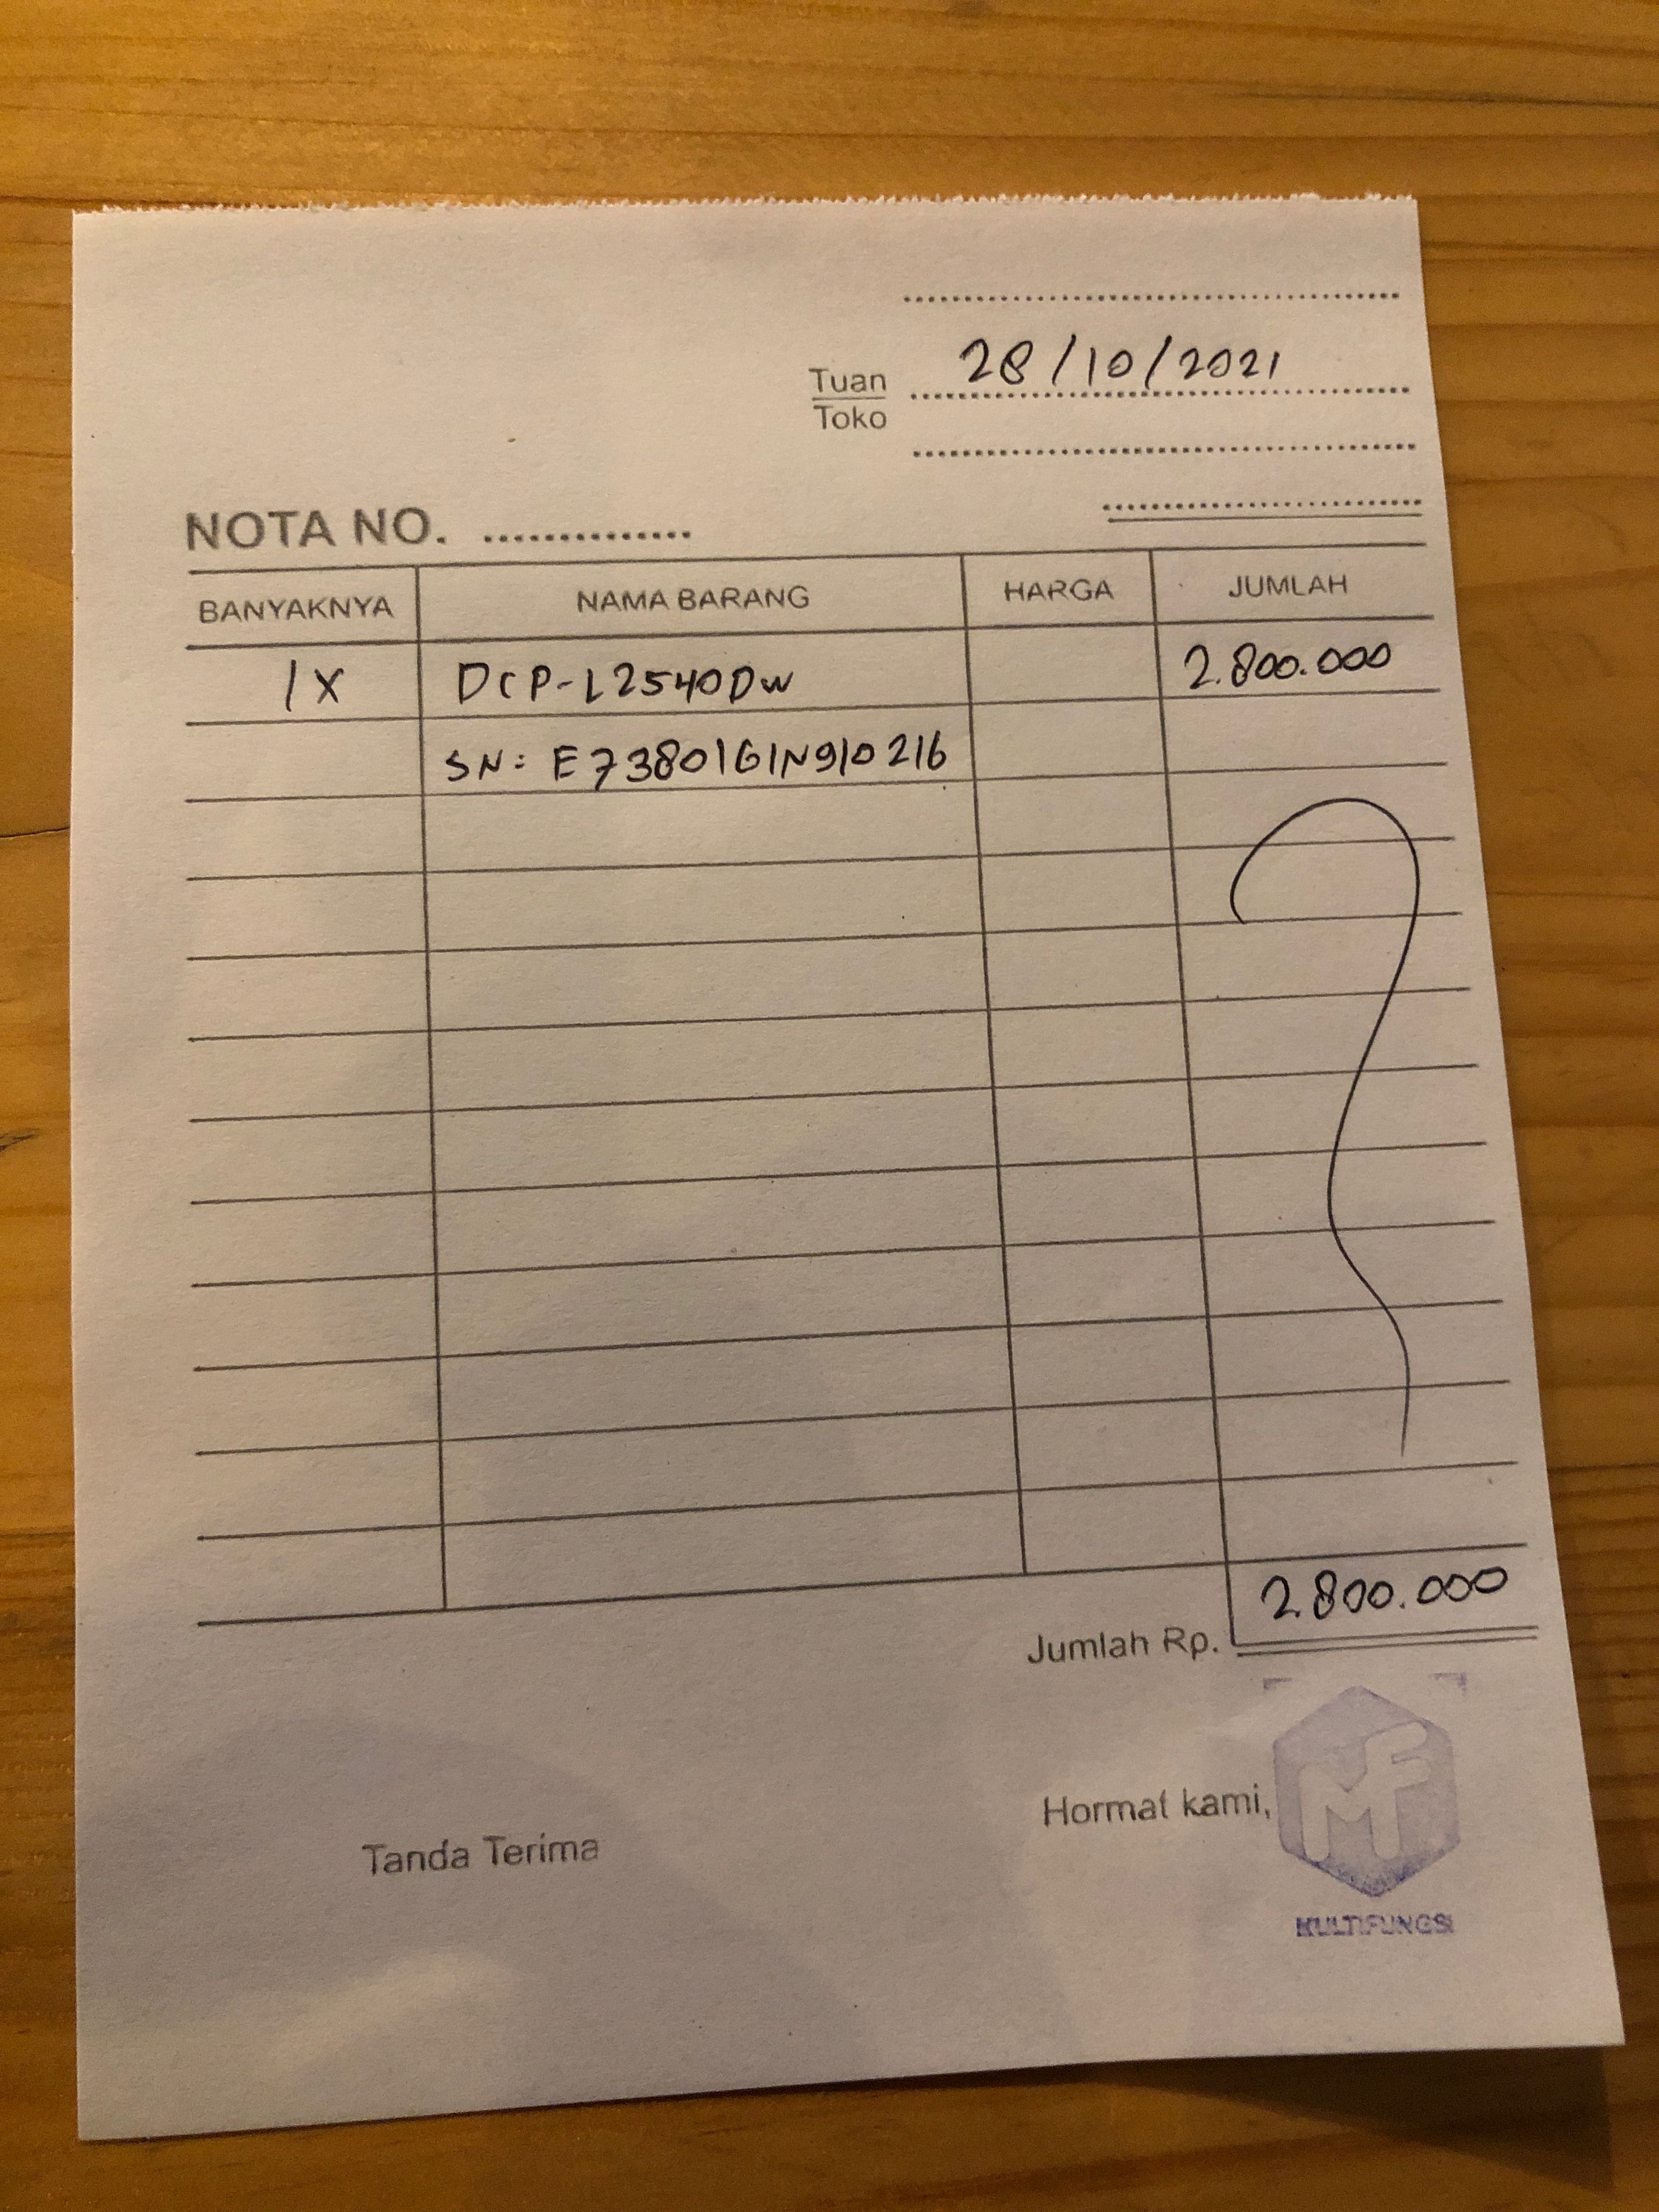 28/10/2021
Tuan
Toko
NOTA NO.
BANYAKNYA NAMA BARANG HARGA JUMLAH
1X DCP-L2540DW 2.800.000
SN: E73801G1N910216
Jumlah Rp. 2.800.000
Hormat kami,
Tanda Terima
MF
MULTIFUNGSI